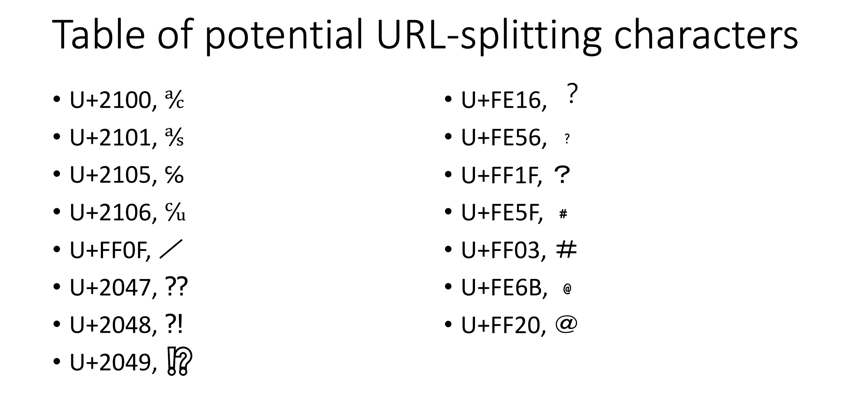 Table of potential URL-splitting characters
• U+2100, ℀
• U+2101, ℁
• U+2105, ℅
• U+2106, ℆
• U+FF0F, ／
• U+2047, ⁇
• U+2048, ⁈
• U+2049, ⁉
• U+FE16, ︖
• U+FE56, ﹖
• U+FF1F, ？
• U+FE5F, ﹟
• U+FF03, ＃
• U+FE6B, ﹫
• U+FF20, ＠